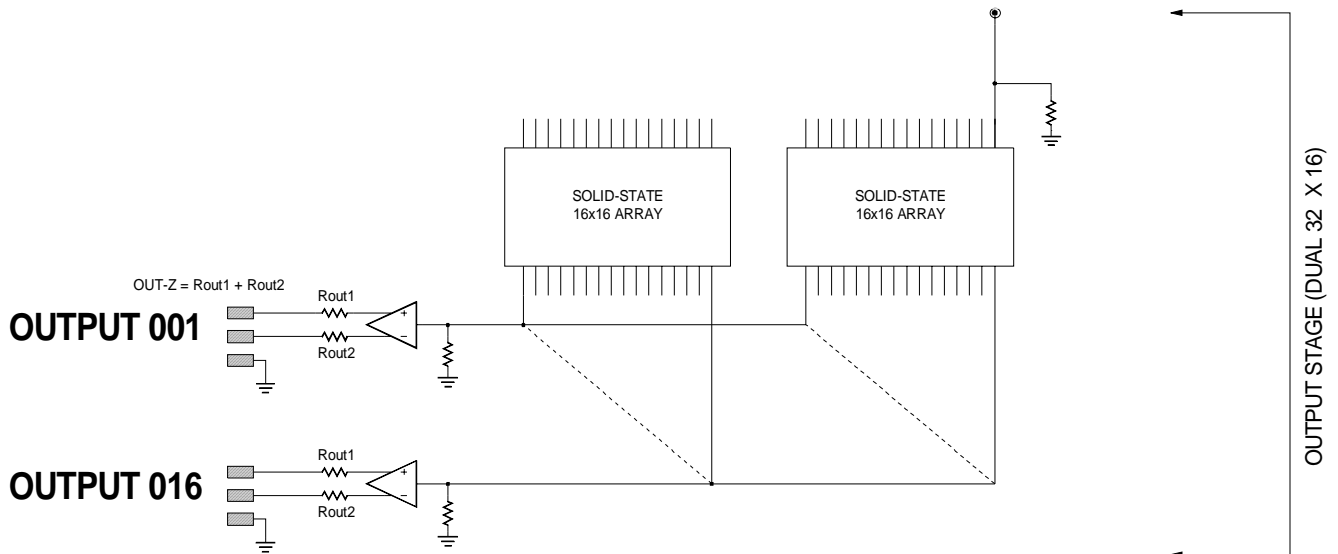 SOLID-STATE
16x16 ARRAY
SOLID-STATE
16x16 ARRAY
OUT-Z = Rout1 + Rout2
OUTPUT 001
Rout1
+
−
Rout2
OUTPUT 016
Rout1
+
−
Rout2
OUTPUT STAGE (DUAL 32 X 16)